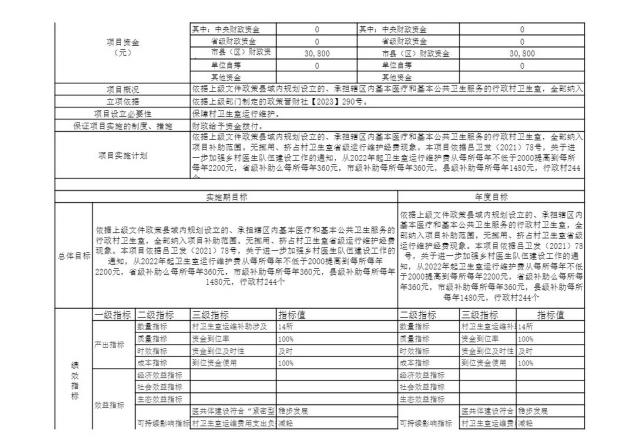 其中：中央财政资金 0 其中：中央财政资金 0
省级财政资金 0 省级财政资金 0
项目资金（元） 市县（区）财政资 30,800 市县（区）财政资 30,800
单位自筹 0 单位自筹 0
其他资金 其他资金
项目概况 依据上级文件政策县域内规划设立的、承担辖区内基本医疗和基本公共卫生服务的行政村卫生室，全部纳入
立项依据 依据上级部门制定的政策晋财社【2023】290号。
项目设立必要性 保障村卫生室运行维护。
保证项目实施的制度、措施 财政给予资金拨付。
项目实施计划
依据上级文件政策县域内规划设立的、承担辖区内基本医疗和基本公共卫生服务的行政村卫生室，全部纳入
项目补助范围，无挪用、挤占村卫生室省级运行维护经费现象。本项目依据吕卫发（2021）78号，关于进
一步加强乡村医生队伍建设工作的通知，从2022年起卫生室运行维护费从每所每年不低于2000提高到每所
每年2200元，省级补助么每所每年360元，市级补助每所每年360元，县级补助每所每年1480元，行政村244
个
实施期目标 年度目标
总体目标
依据上级文件政策县域内规划设立的、承担辖区内基本医疗和基本公共卫生服务的
行政村卫生室，全部纳入项目补助范围，无挪用、挤占村卫生室省级运行维护经费
现象。本项目依据吕卫发（2021）78号，关于进一步加强乡村医生队伍建设工作的
通知，从2022年起卫生室运行维护费从每所每年不低于2000提高到每所每年
2200元，省级补助么每所每年360元，市级补助每所每年360元，县级补助每所每年
1480元，行政村244个
依据上级文件政策县域内规划设立的、承担辖区内
基本医疗和基本公共卫生服务的行政村卫生室，全
部纳入项目补助范围，无挪用、挤占村卫生室省级
运行维护经费现象。本项目依据吕卫发（2021）78
号，关于进一步加强乡村医生队伍建设工作的通
知，从2022年起卫生室运行维护费从每所每年不低
于2000提高到每所每年2200元，省级补助么每所每
年360元，市级补助每所每年360元，县级补助每所
每年1480元，行政村244个
绩效指标
一级指标 二级指标 三级指标 指标值 二级指标 三级指标 指标值
产出指标
数量指标 村卫生室运维补助涉及 14所 数量指标 村卫生室运维补 14所
质量指标 资金到位率 100% 质量指标 资金到位率 100%
时效指标 资金到位及时性 及时 时效指标 资金到位及时性 及时
成本指标 到位资金使用 100% 成本指标 到位资金使用 100%
效益指标
经济效益指标 经济效益指标
社会效益指标 社会效益指标
生态效益指标 生态效益指标
可持续影响指标 医共体建设符合“紧密型 稳步发展 可持续影响指标 医共体建设符合 稳步发展
村卫生室运维费用支出负 减轻 村卫生室运维费 减轻